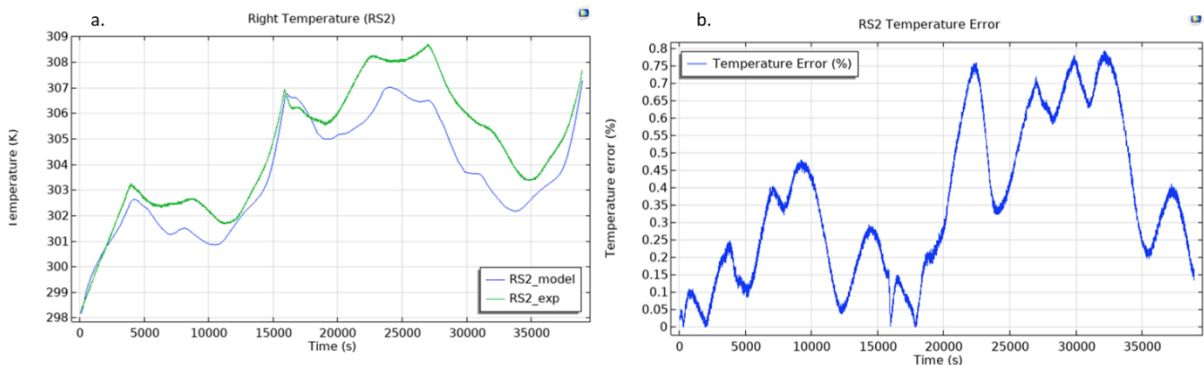 a.
Right Temperature (RS2)
Temperature (K)
309
308
307
306
305
304
303
302
301
300
299
298
RS2_model
RS2_exp
0 5000 10000 15000 20000 25000 30000 35000
Time (s)
b.
RS2 Temperature Error
Temperature error (%)
Temperature Error (%)
0.8
0.75
0.7
0.65
0.6
0.55
0.5
0.45
0.4
0.35
0.3
0.25
0.2
0.15
0.1
0.05
0
0 5000 10000 15000 20000 25000 30000 35000
Time (s)